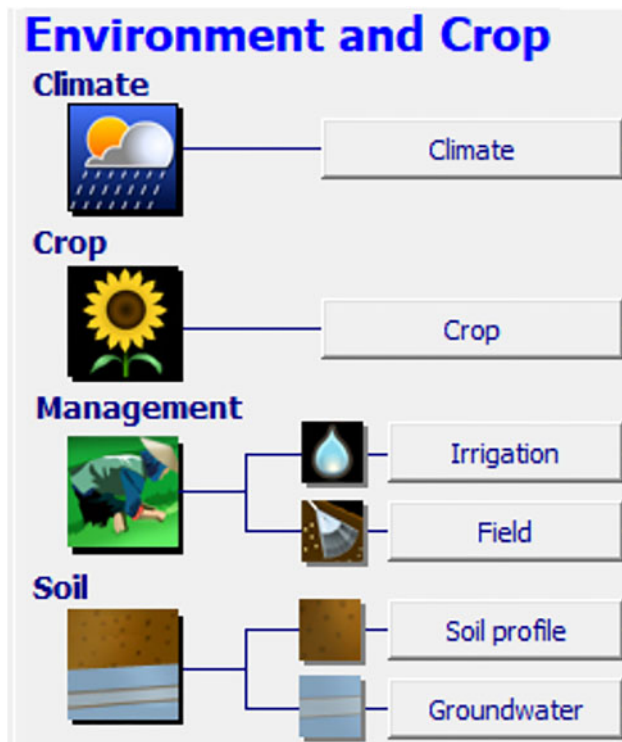 Environment and Crop
Climate
Climate
Crop
Crop
Management
Irrigation
Field
Soil
Soil profile
Groundwater